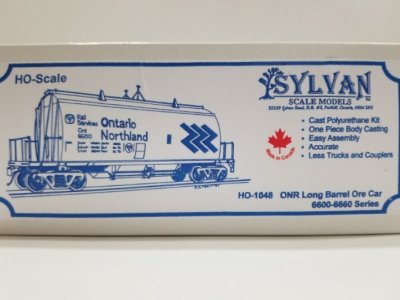 HO-Scale
SYLVAN
SCALE MODELS
Cast Polyurethane Kit
One Piece Body Casting
Easy Assembly
Accurate
Less Trucks and Couplers
Made in Canada
Rail
Services
Ont
6600
Ontario
Northland
HO-1048 ONR Long Barrel Ore Car
6600-6660 Series